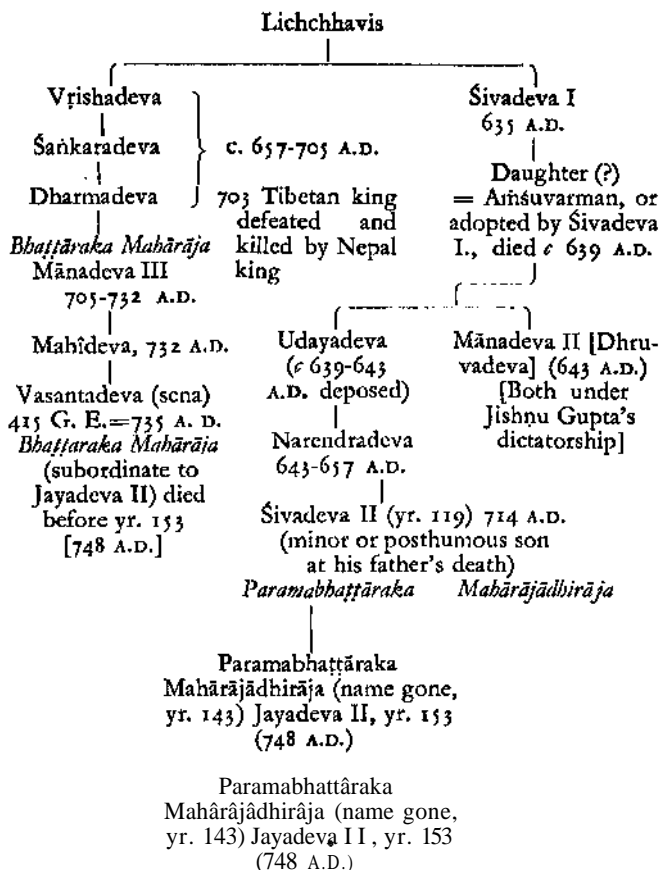 Lichchhavis
Vṛishadeva
Śaṅkaradeva
Dharmadeva
Bhaṭṭāraka Mahārāja
Mānadeva III
705-732 A.D.
Mahîdeva, 732 A.D.
Vasantadeva (sena)
415 G. E.=735 A. D.
Bhaṭṭaraka Mahārāja
(subordinate to
Jayadeva II) died
before yr. 153
[748 A.D.]
c. 657-705 A.D.
703 Tibetan king
defeated and
killed by Nepal
king
Śivadeva I
635 A.D.
Daughter (?)
= Aṁśuvarman, or
adopted by Śivadeva
I., died c 639 A.D.
Udayadeva
(c 639-643
A.D. deposed)
Narendradeva
643-657 A.D.
Mānadeva II [Dhru-
vadeva] (643 A.D.)
[Both under
Jishṇu Gupta's
dictatorship]
Śivadeva II (yr. 119) 714 A.D.
(minor or posthumous son
at his father's death)
Paramabhaṭṭāraka Mahārājādhirāja
Paramabhaṭṭāraka
Mahārājādhirāja (name gone,
yr. 143) Jayadeva II, yr. 153
(748 A.D.)
Paramabhattâraka
Mahârâjâdhirâja (name gone,
yr. 143) Jayadeva I I , yr. 153
(748 A.D.)